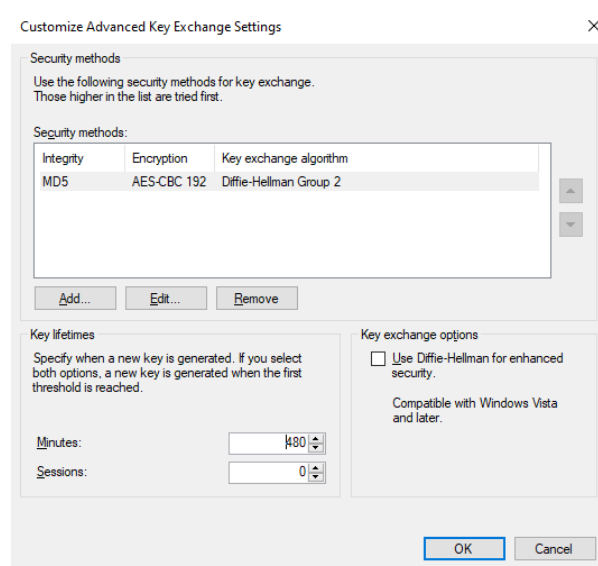 Customize Advanced Key Exchange Settings
Security methods
Use the following security methods for key exchange.
Those higher in the list are tried first.
Security methods:
Integrity Encryption Key exchange algorithm
MD5 AES-CBC 192 Diffie-Hellman Group 2
Add... Edit... Remove
Key lifetimes
Specify when a new key is generated. If you select
both options, a new key is generated when the first
threshold is reached.
Minutes: 480
Sessions: 0
Key exchange options
Use Diffie-Hellman for enhanced
security.
Compatible with Windows Vista
and later.
OK Cancel